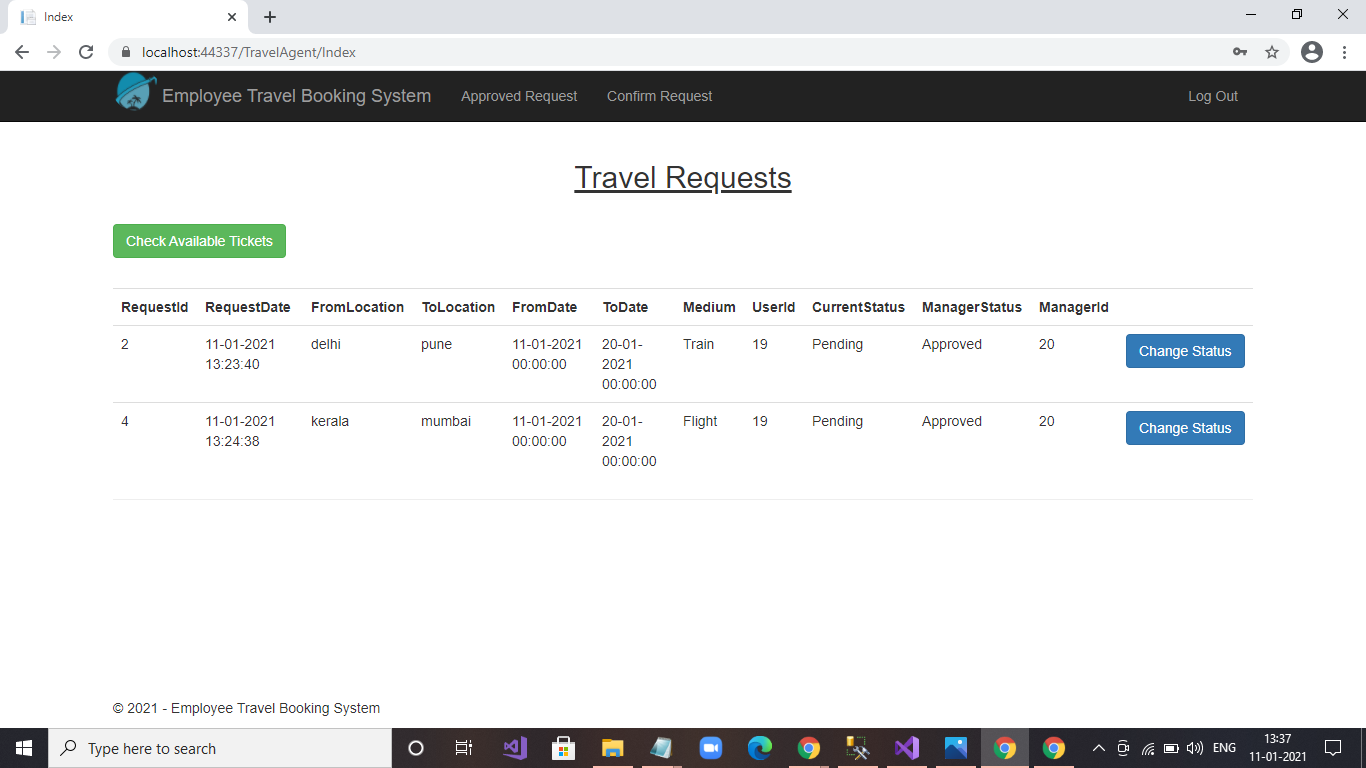 Index
localhost:44337/TravelAgent/Index
Employee Travel Booking System Approved Request Confirm Request Log Out
Travel Requests
Check Available Tickets
RequestId RequestDate FromLocation ToLocation FromDate ToDate Medium UserId CurrentStatus ManagerStatus ManagerId
2 11-01-2021 delhi pune 11-01-2021 20-01- Train 19 Pending Approved 20 Change Status
13:23:40 00:00:00 2021
00:00:00
4 11-01-2021 kerala mumbai 11-01-2021 20-01- Flight 19 Pending Approved 20 Change Status
13:24:38 00:00:00 2021
00:00:00
© 2021 - Employee Travel Booking System
Type here to search
ENG
13:37
11-01-2021